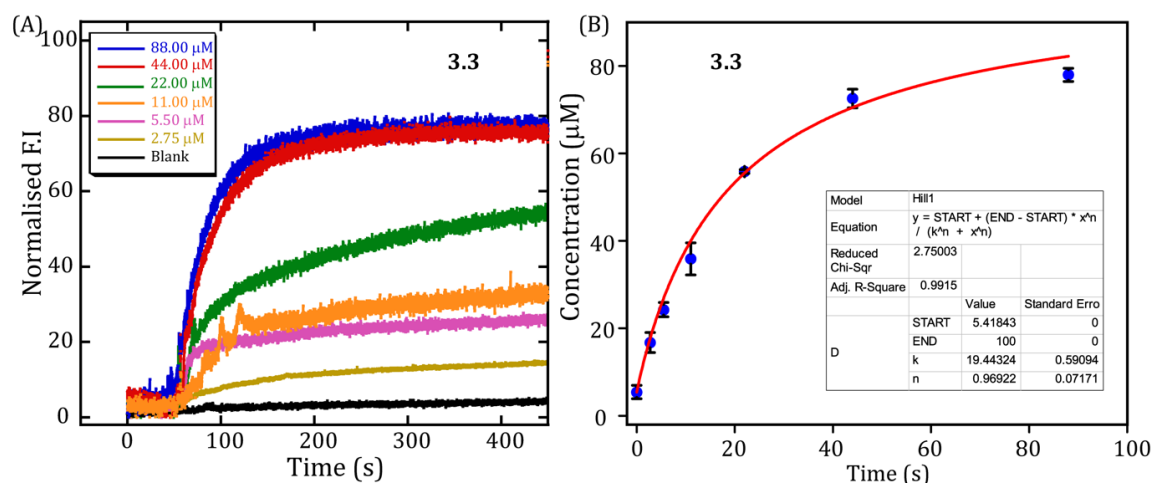 (A)
100
80
60
40
20
0
Normalised F.I
88.00 µM
44.00 µM
22.00 µM
11.00 µM
5.50 µM
2.75 µM
Blank
3.3
0 100 200 300 400
Time (s)
(B)
80
60
40
20
0
Concentration (µM)
3.3
Model Hill1
Equation y = START + (END - START) * x^n
/ (k^n + x^n)
Reduced 2.75003
Chi-Sqr
Adj. R-Square 0.9915
Value Standard Erro
D START 5.41843 0
END 100 0
k 19.44324 0.59094
n 0.96922 0.07171
0 20 40 60 80 100
Time (s)